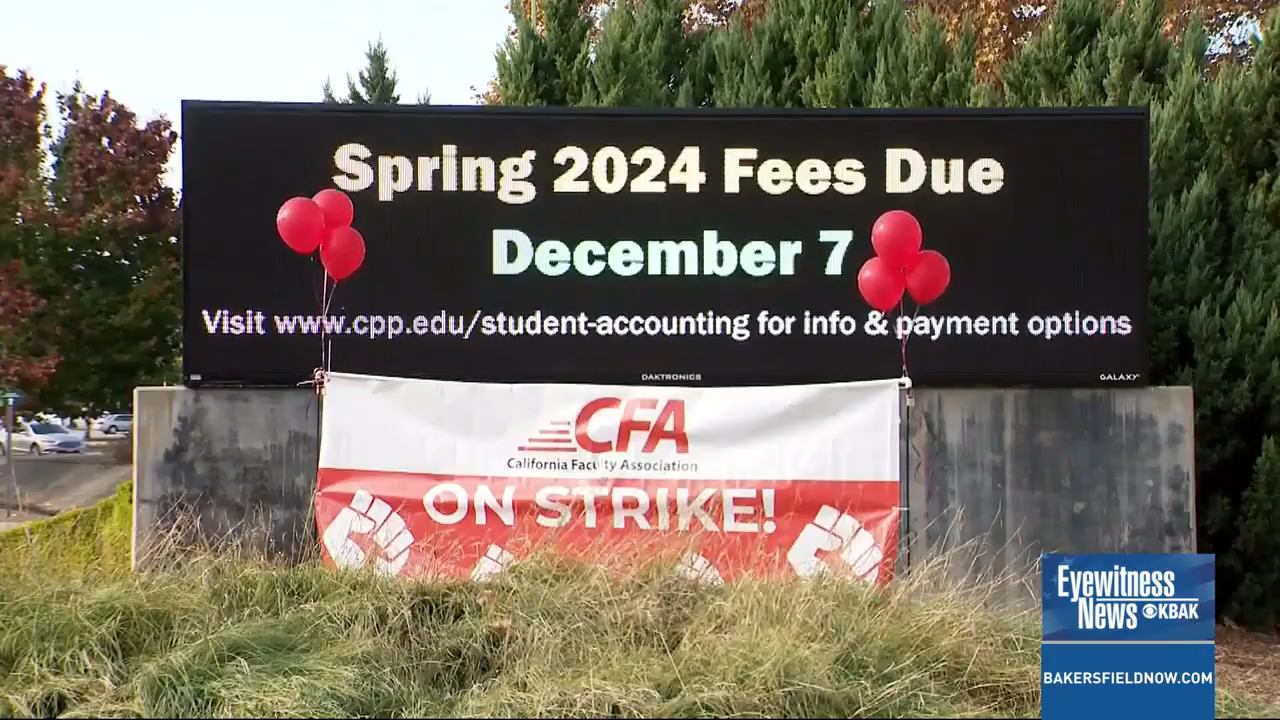 Spring 2024 Fees Due
December 7
Visit www.cpp.edu/student-accounting for info & payment options
DAKTRONICS
GALAXY
CFA
California Faculty Association
ON STRIKE!
Eyewitness
News KBAK
BAKERSFIELDNOW.COM